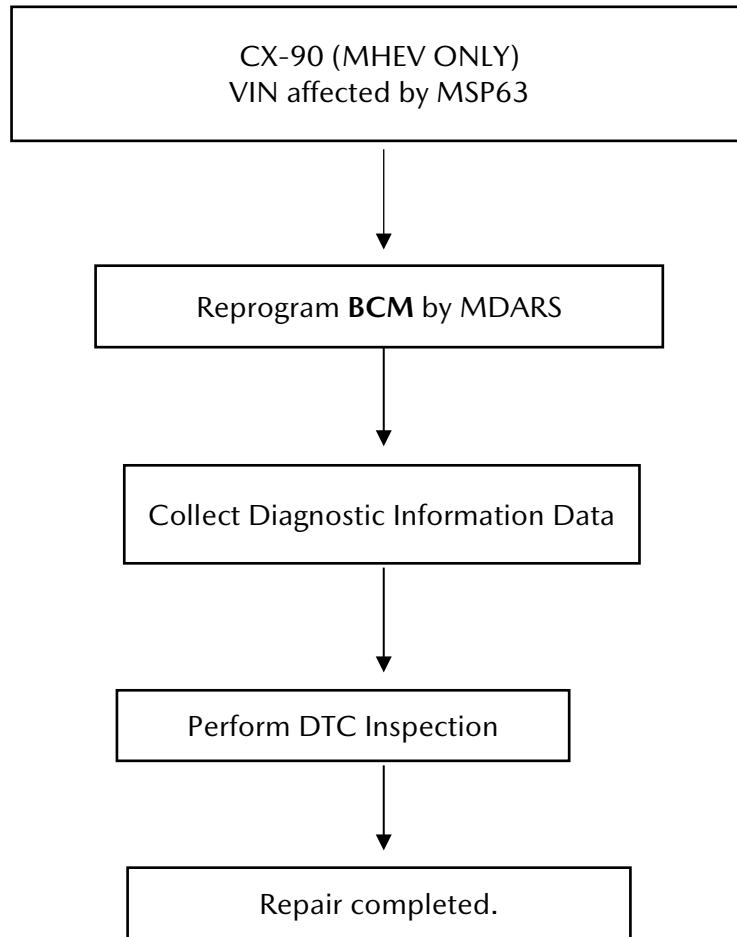 CX-90 (MHEV ONLY)
VIN affected by MSP63
Reprogram BCM by MDARS
Collect Diagnostic Information Data
Perform DTC Inspection
Repair completed.